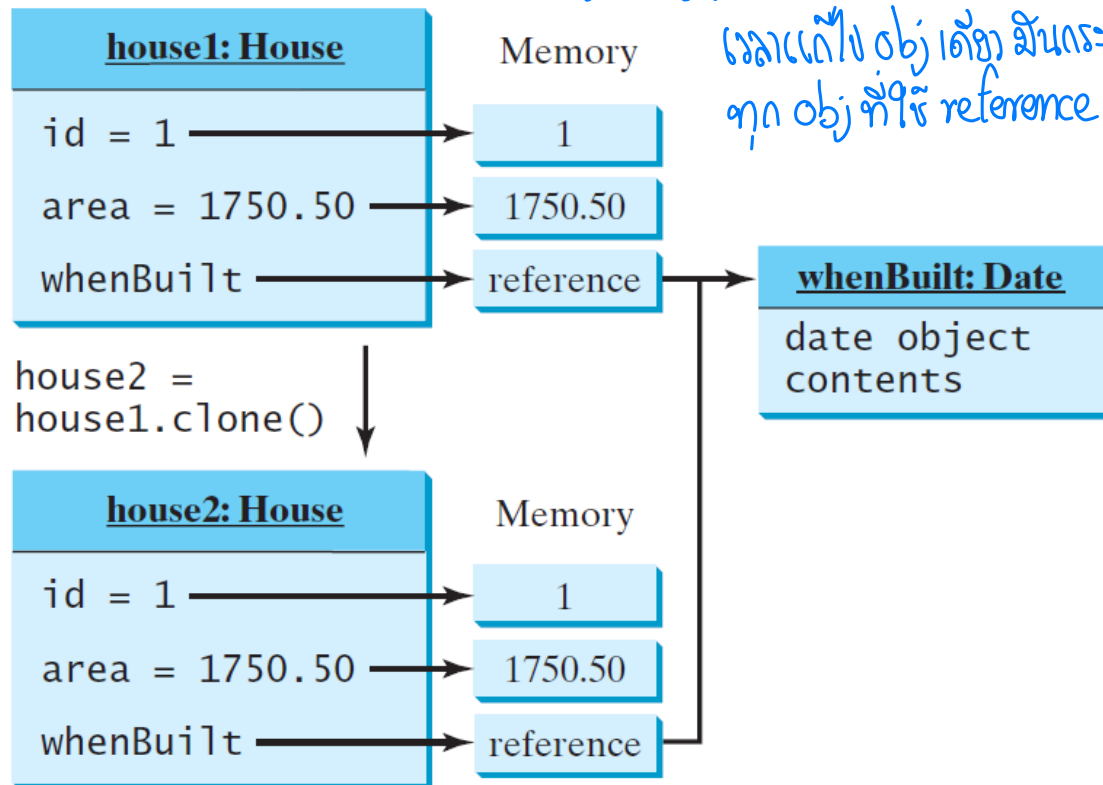 เวลาแก้ไข obj เดียว มันกระ
ทุก obj ที่ใช้ reference
house1: House
Memory
id = 1
1
area = 1750.50
1750.50
whenBuilt
reference
whenBuilt: Date
date object
contents
house2 =
house1.clone()
house2: House
Memory
id = 1
1
area = 1750.50
1750.50
whenBuilt
reference